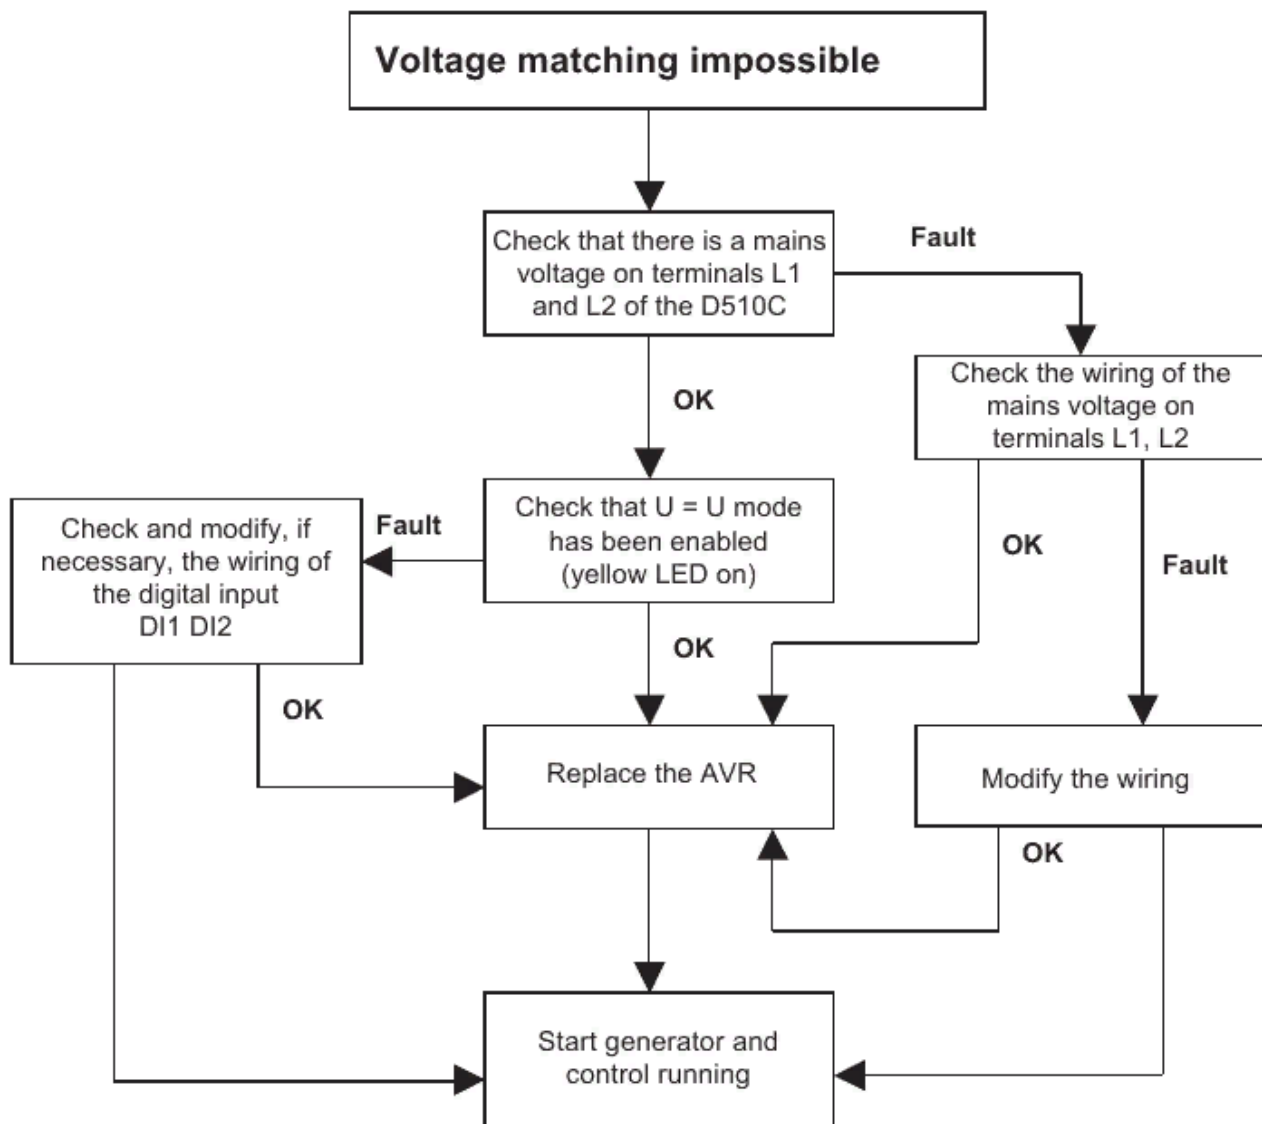 Voltage matching impossible
Check that there is a mains
voltage on terminals L1
and L2 of the D510C
Fault
Check the wiring of the
mains voltage on
terminals L1, L2
OK
Check that U = U mode
has been enabled
(yellow LED on)
Fault
Check and modify, if
necessary, the wiring of
the digital input
DI1 DI2
OK
Fault
OK
OK
Replace the AVR
Modify the wiring
OK
Start generator and
control running